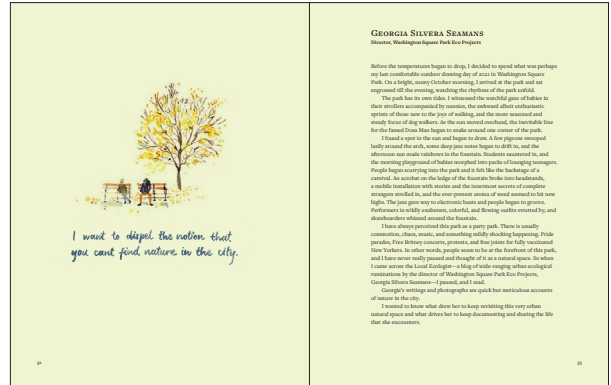 I want to dispel the notion that
you cant find nature in the city.
32
GEORGIA SILVERA SEAMANS
Director, Washington Square Park Eco Projects
Before the temperatures began to drop, I decided to spend what was perhaps
my last comfortable outdoor drawing day of 2021 in Washington Square
Park. On a bright, sunny October morning, I arrived at the park and sat
engrossed till the evening, watching the rhythms of the park unfold.
The park has its own tides. I witnessed the watchful gaze of babies in
their strollers accompanied by nannies, the awkward albeit enthusiastic
sprints of those new to the joys of walking, and the more seasoned and
steady focus of dog walkers. As the sun moved overhead, the inevitable line
for the famed Dosa Man began to snake around one corner of the park.
I found a spot in the sun and began to draw. A few pigeons swooped
lazily around the arch, some deep jazz notes began to drift in, and the
afternoon sun made rainbows in the fountain. Students sauntered in, and
the morning playground of babies morphed into packs of lounging teenagers.
People began scurrying into the park and it felt like the backstage of a
carnival. An acrobat on the ledge of the fountain broke into headstands,
a mobile installation with stories and the innermost secrets of complete
strangers strolled in, and the ever-present aroma of weed seemed to hit new
highs. The jazz gave way to electronic beats and people began to groove.
Performers in wildly exuberant, colorful, and flowing outfits strutted by, and
skateboarders whizzed around the fountain.
I have always perceived this park as a party park. There is usually
commotion, chaos, music, and something mildly shocking happening. Pride
parades, Free Britney concerts, protests, and free joints for fully vaccinated
New Yorkers. In other words, people seem to be at the forefront of this park,
and I have never really paused and thought of it as a natural space. So when
I came across the Local Ecologist—a blog of wide-ranging urban ecological
ruminations by the director of Washington Square Park Eco Projects,
Georgia Silvera Seamans—I paused, and I read.
Georgia's writings and photographs are quick but meticulous accounts
of nature in the city.
I wanted to know what drew her to keep revisiting this very urban
natural space and what drives her to keep documenting and sharing the life
that she encounters.
33